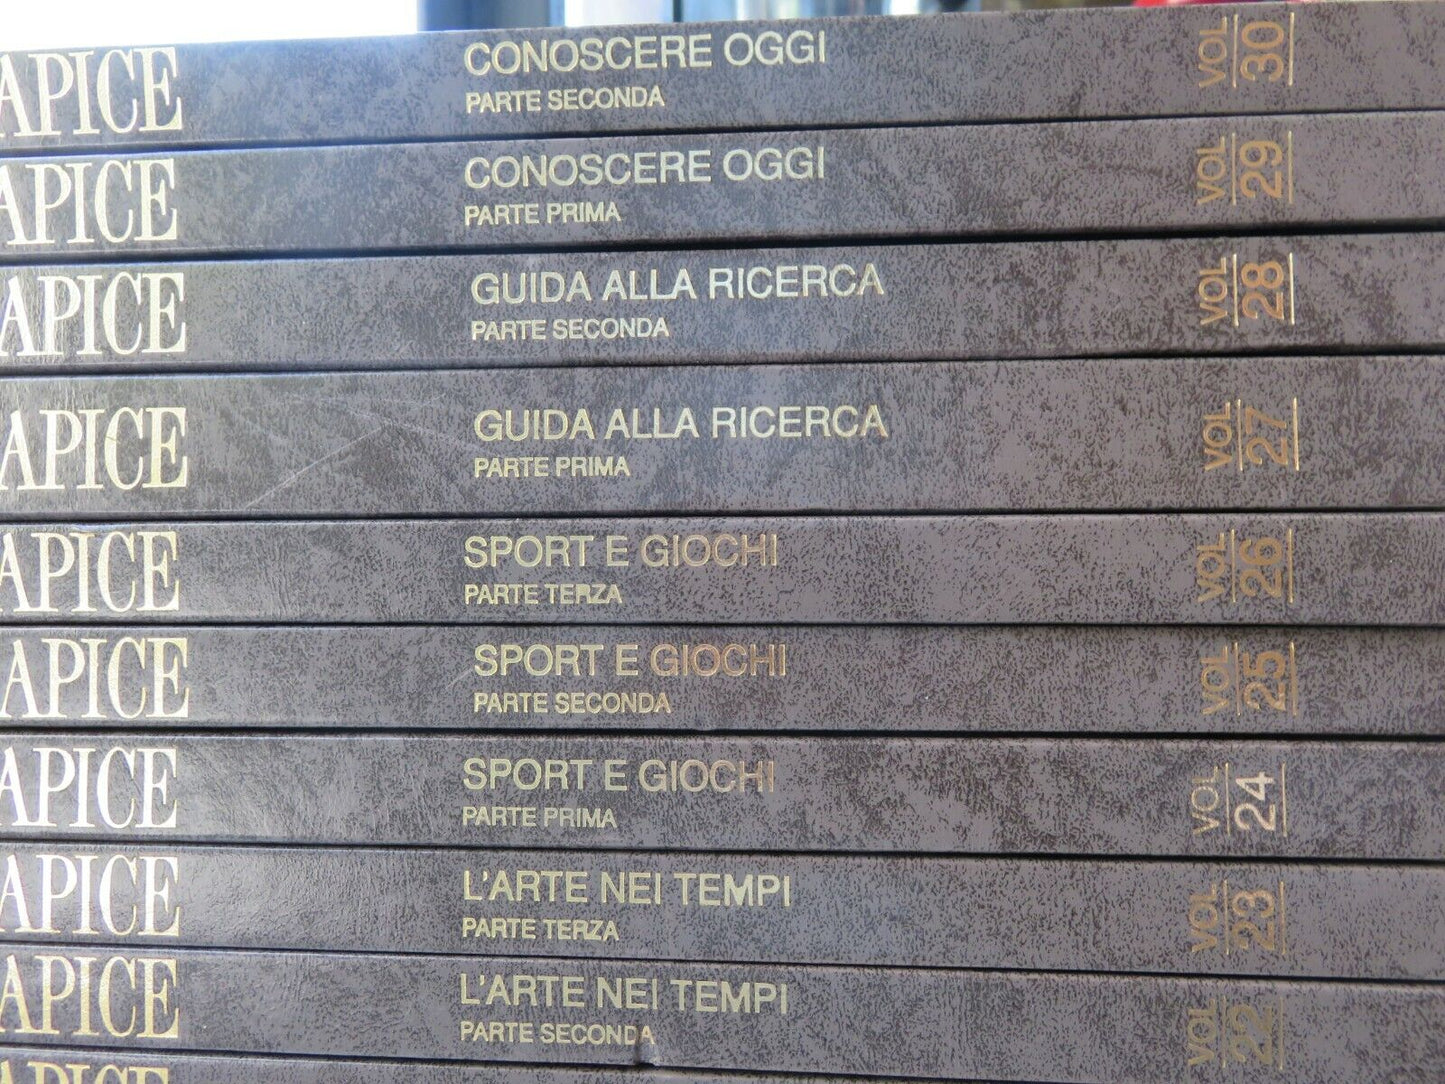 APICE
CONOSCERE OGGI
PARTE SECONDA
VOL
30
APICE
CONOSCERE OGGI
PARTE PRIMA
VOL
29
APICE
GUIDA ALLA RICERCA
PARTE SECONDA
VOL
28
APICE
GUIDA ALLA RICERCA
PARTE PRIMA
VOL
27
APICE
SPORT E GIOCHI
PARTE TERZA
VOL
26
APICE
SPORT E GIOCHI
PARTE SECONDA
VOL
25
APICE
SPORT E GIOCHI
PARTE PRIMA
VOL
24
APICE
L'ARTE NEI TEMPI
PARTE TERZA
VOL
23
APICE
L'ARTE NEI TEMPI
PARTE SECONDA
VOL
22
APICE